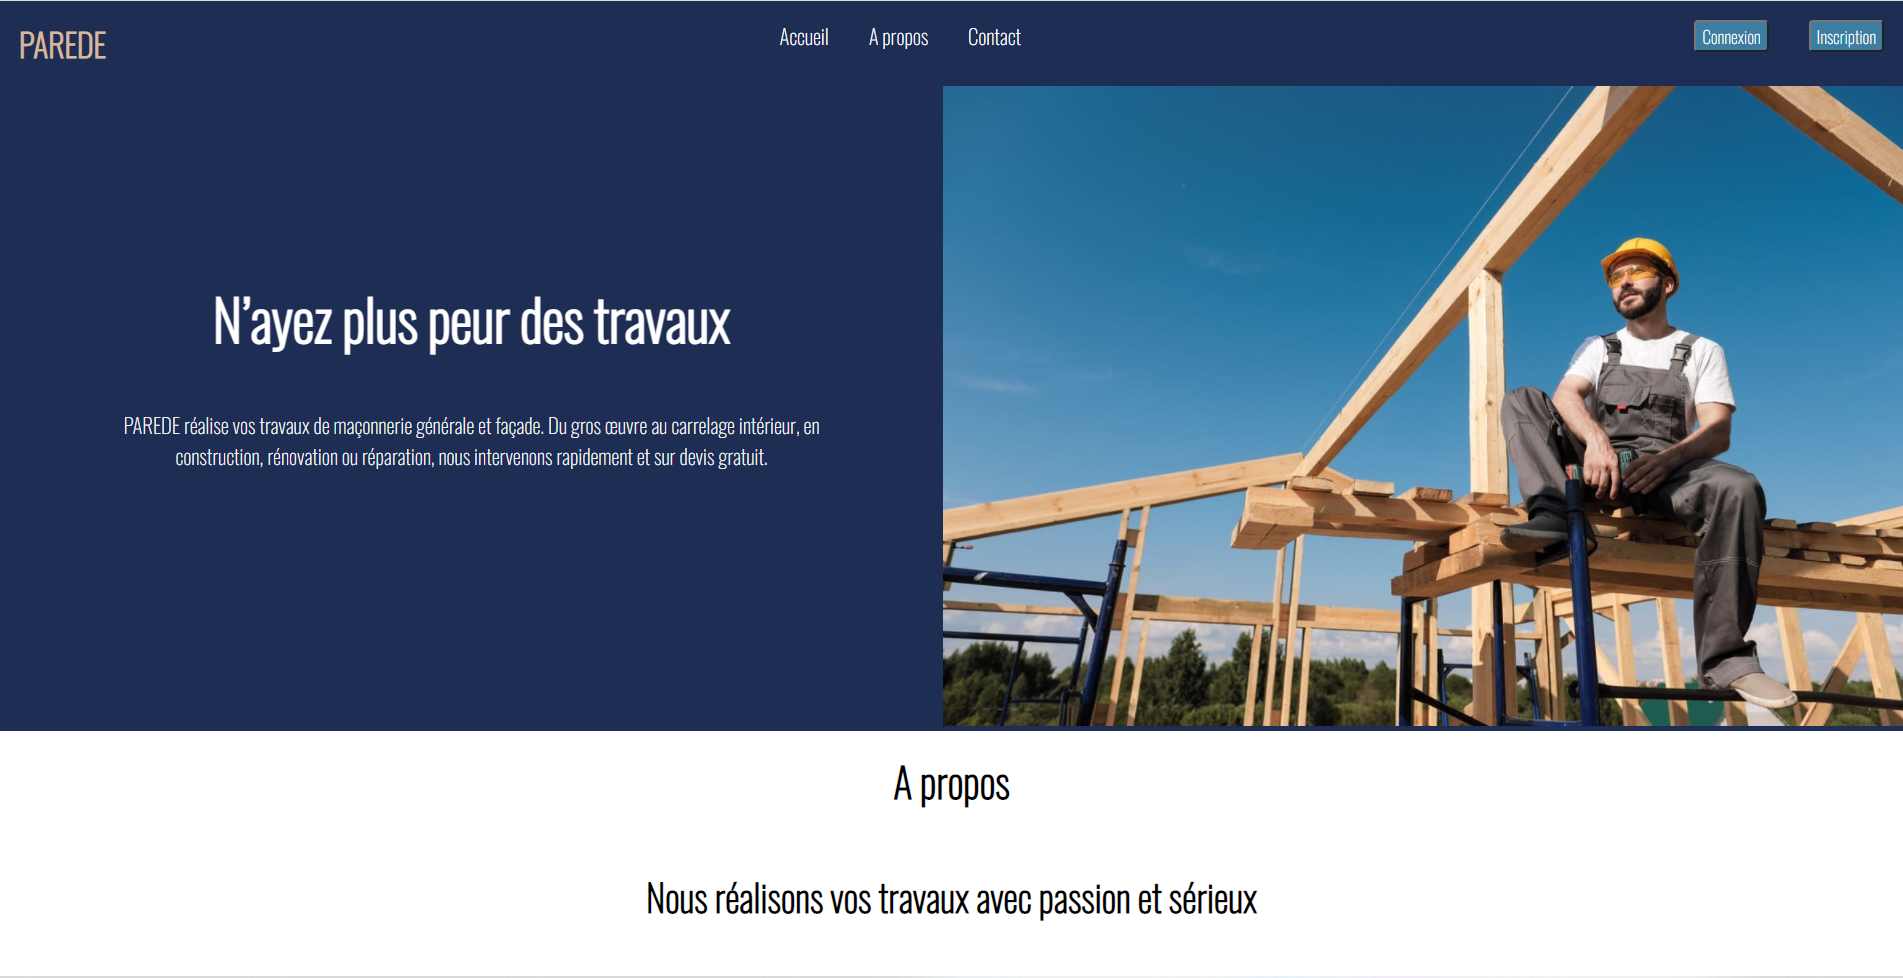 PAREDE
Accueil
A propos
Contact
Connexion
Inscription
N’ayez plus peur des travaux
PAREDE réalise vos travaux de maçonnerie générale et façade. Du gros œuvre au carrelage intérieur, en
construction, rénovation ou réparation, nous intervenons rapidement et sur devis gratuit.
A propos
Nous réalisons vos travaux avec passion et sérieux